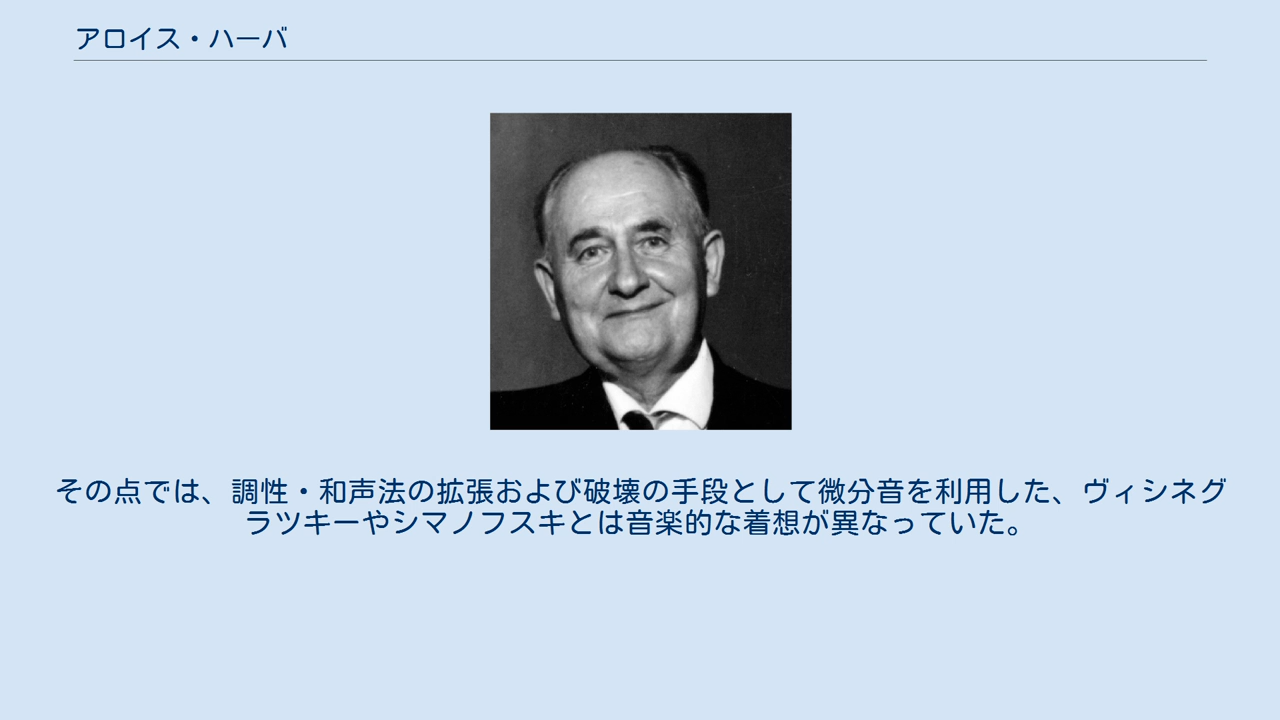 アロイス・ハーバ
その点では、調性・和声法の拡張および破壊の手段として微分音を利用した、ヴィシネグ
ラツキーやシマノフスキとは音楽的な着想が異なっていた。